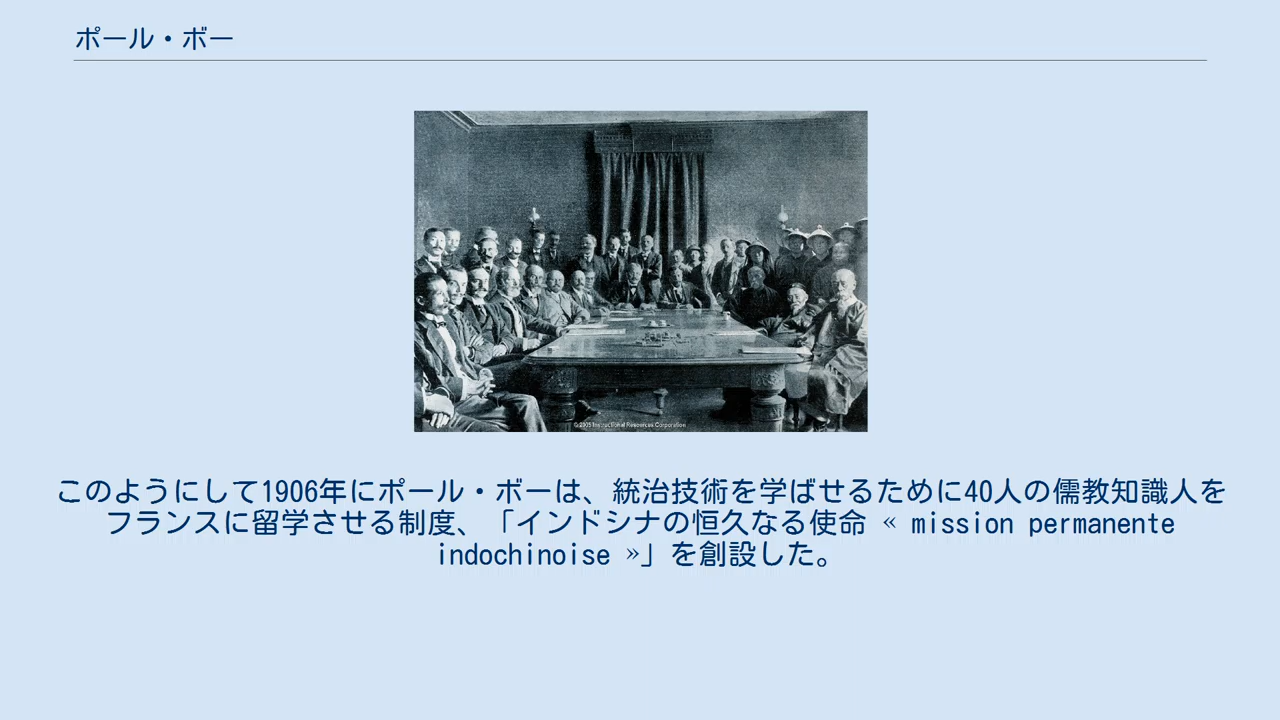 ポール・ボー
© 2005 Instructional Resources Corporation
このようにして1906年にポール・ボーは、統治技術を学ばせるために40人の儒教知識人を
フランスに留学させる制度、「インドシナの恒久なる使命 « mission permanente
indochinoise »」を創設した。